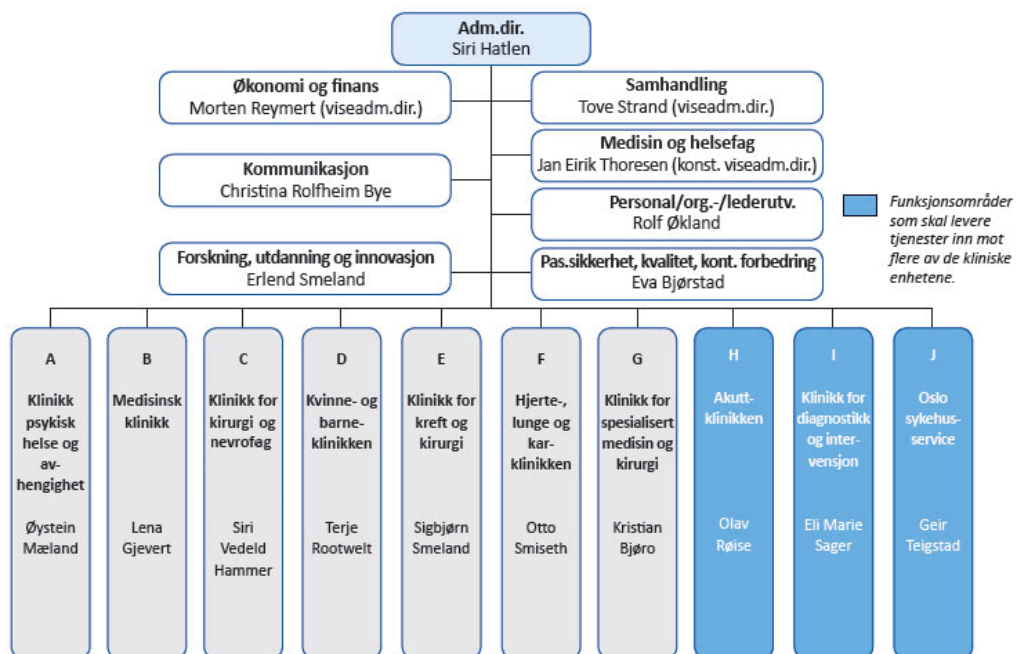 Adm.dir.
Siri Hatlen
Økonomi og finans
Morten Reymert (viseadm.dir.)
Samhandling
Tove Strand (viseadm.dir.)
Medisin og helsefag
Jan Eirik Thoresen (konst. viseadm.dir.)
Kommunikasjon
Christina Rolfheim Bye
Personal/org.-/lederutv.
Rolf Økland
Forskning, utdanning og innovasjon
Erlend Smeland
Pas.sikkerhet, kvalitet, kont. forbedring
Eva Bjørstad
Funksjonsområder
som skal levere
tjenester inn mot
flere av de kliniske
enhetene.
A
Klinikk
psykisk
helse og
av-
hengighet
Øystein
Mæland
B
Medisinsk
klinikk
Lena
Gjevert
C
Klinikk for
kirurgi og
nevrofag
Siri
Vedeld
Hammer
D
Kvinne- og
barne-
klinikken
Terje
Rootwelt
E
Klinikk for
kreft og
kirurgi
Sigbjørn
Smeland
F
Hjerte-,
lunge og
kar-
klinikken
Otto
Smiseth
G
Klinikk for
spesialisert
medisin og
kirurgi
Kristian
Bjøro
H
Akutt-
klinikken
Olav
Røise
I
Klinikk for
diagnostikk
og inter-
vensjon
Eli Marie
Sager
J
Oslo
sykehus-
service
Geir
Teigstad